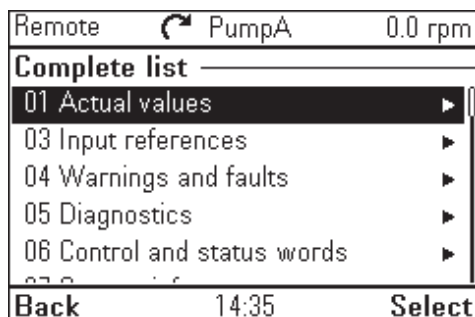 Remote PumpA 0.0 rpm
Complete list
01 Actual values
03 Input references
04 Warnings and faults
05 Diagnostics
06 Control and status words
Back 14:35 Select